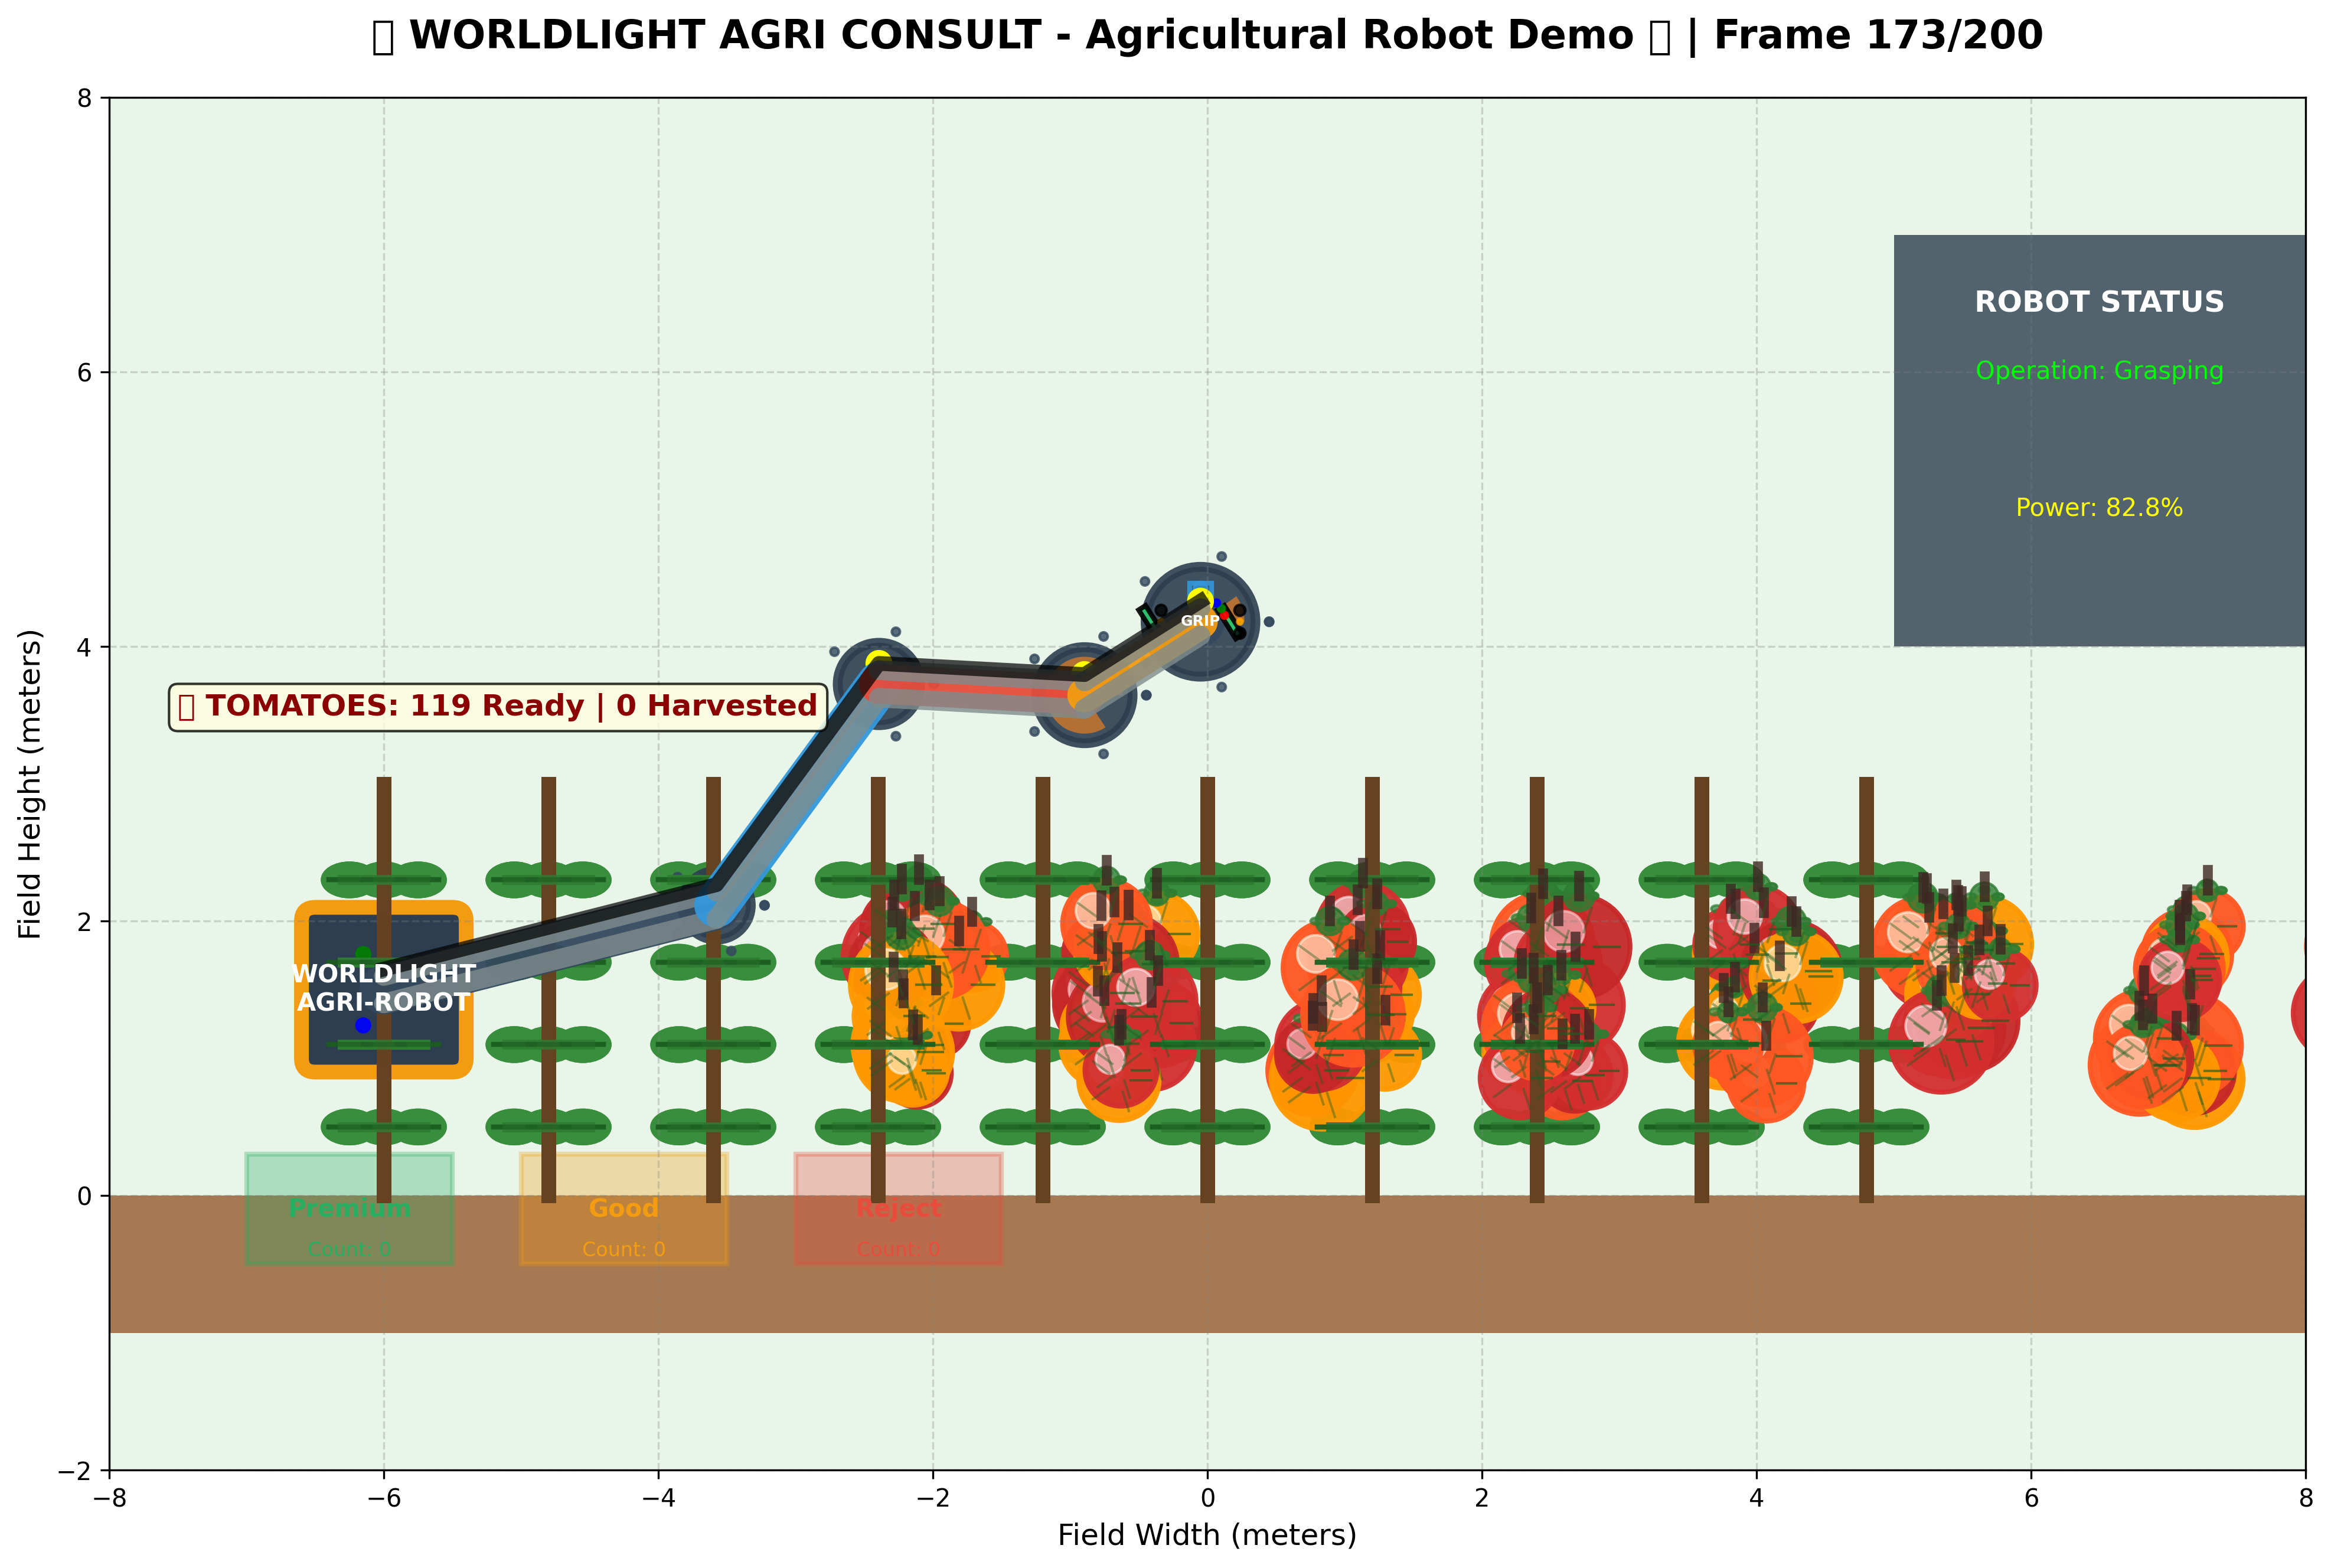 WORLDLIGHT AGRI CONSULT - Agricultural Robot Demo | Frame 173/200
8
6
4
2
0
−2
Field Height (meters)
ROBOT STATUS
Operation: Grasping
Power: 82.8%
GRIP
TOMATOES: 119 Ready | 0 Harvested
WORLDLIGHT
AGRI-ROBOT
Premium
Count: 0
Good
Count: 0
Reject
Count: 0
−8 −6 −4 −2 0 2 4 6 8
Field Width (meters)